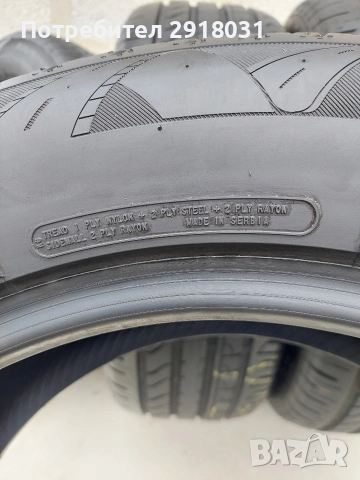 Потребител 2918031
TREAD 1 PLY NYLON + 2 PLY STEEL + 2 PLY RAYON
SIDEWALL 2 PLY RAYON MADE IN SERBIA
BAZAR